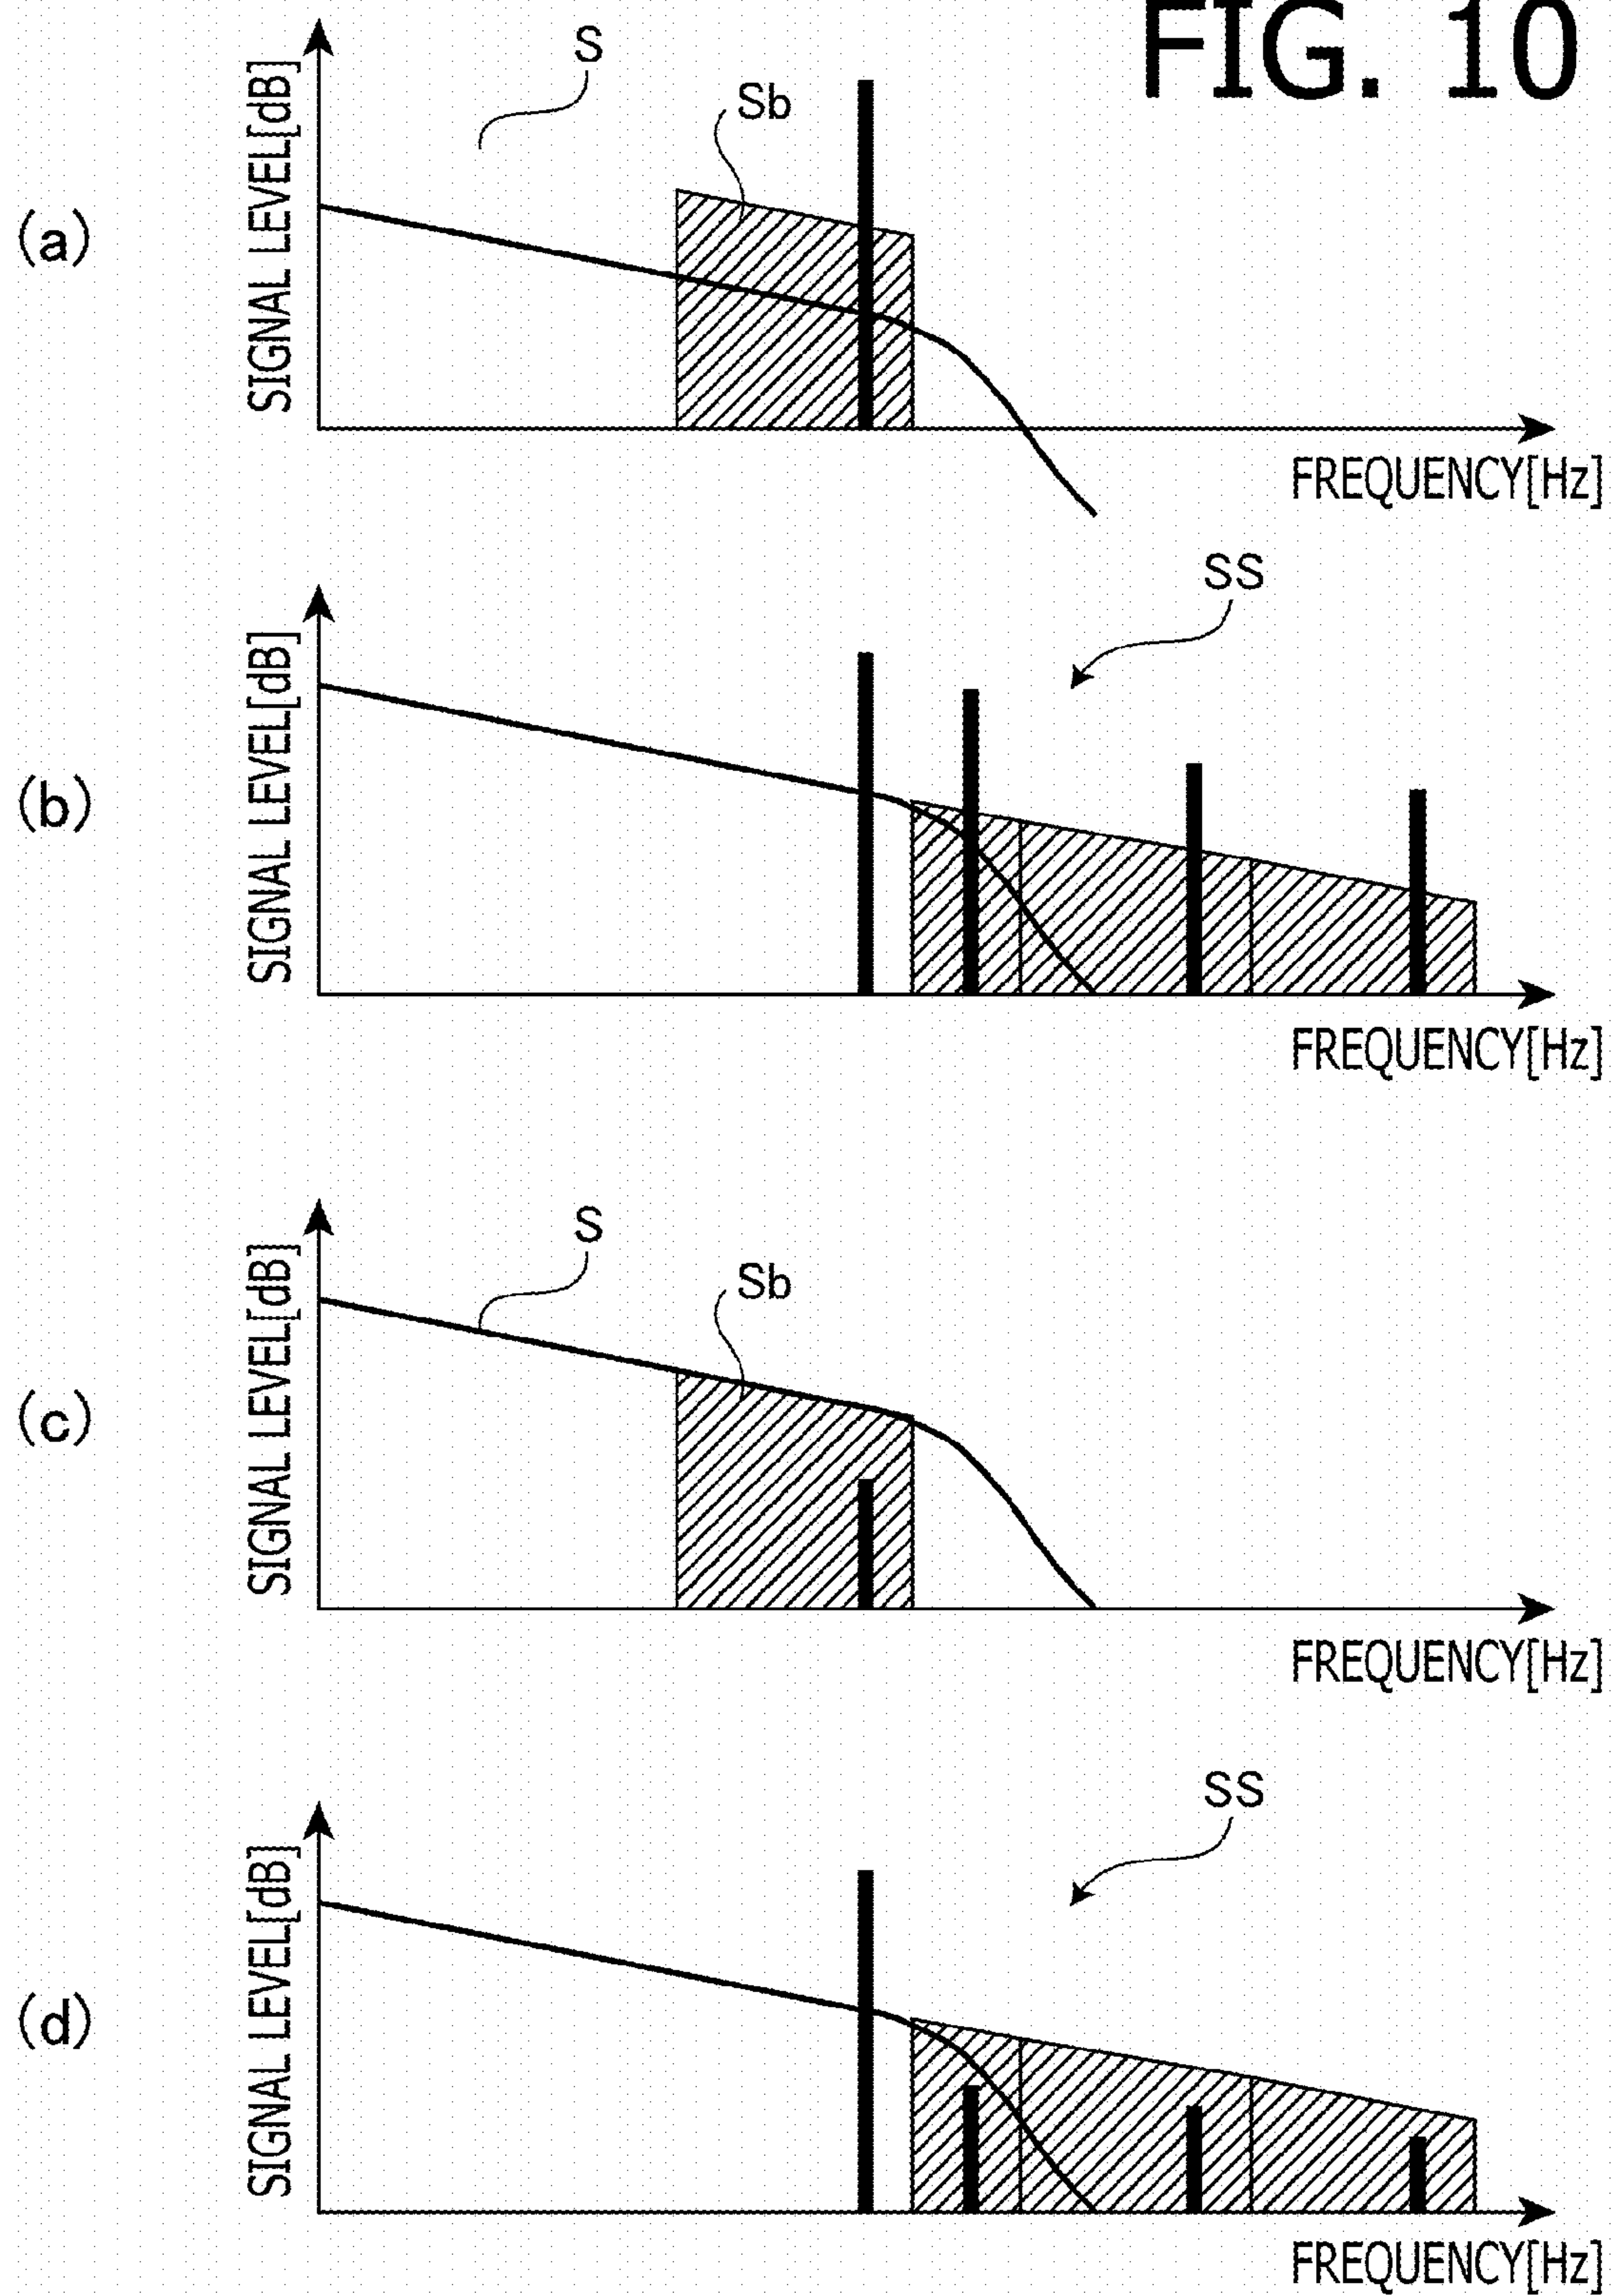 FIG. 10
(a)
SIGNAL LEVEL[dB]
S
Sb
FREQUENCY[Hz]
(b)
SIGNAL LEVEL[dB]
SS
FREQUENCY[Hz]
(c)
SIGNAL LEVEL[dB]
S
Sb
FREQUENCY[Hz]
(d)
SIGNAL LEVEL[dB]
SS
FREQUENCY[Hz]